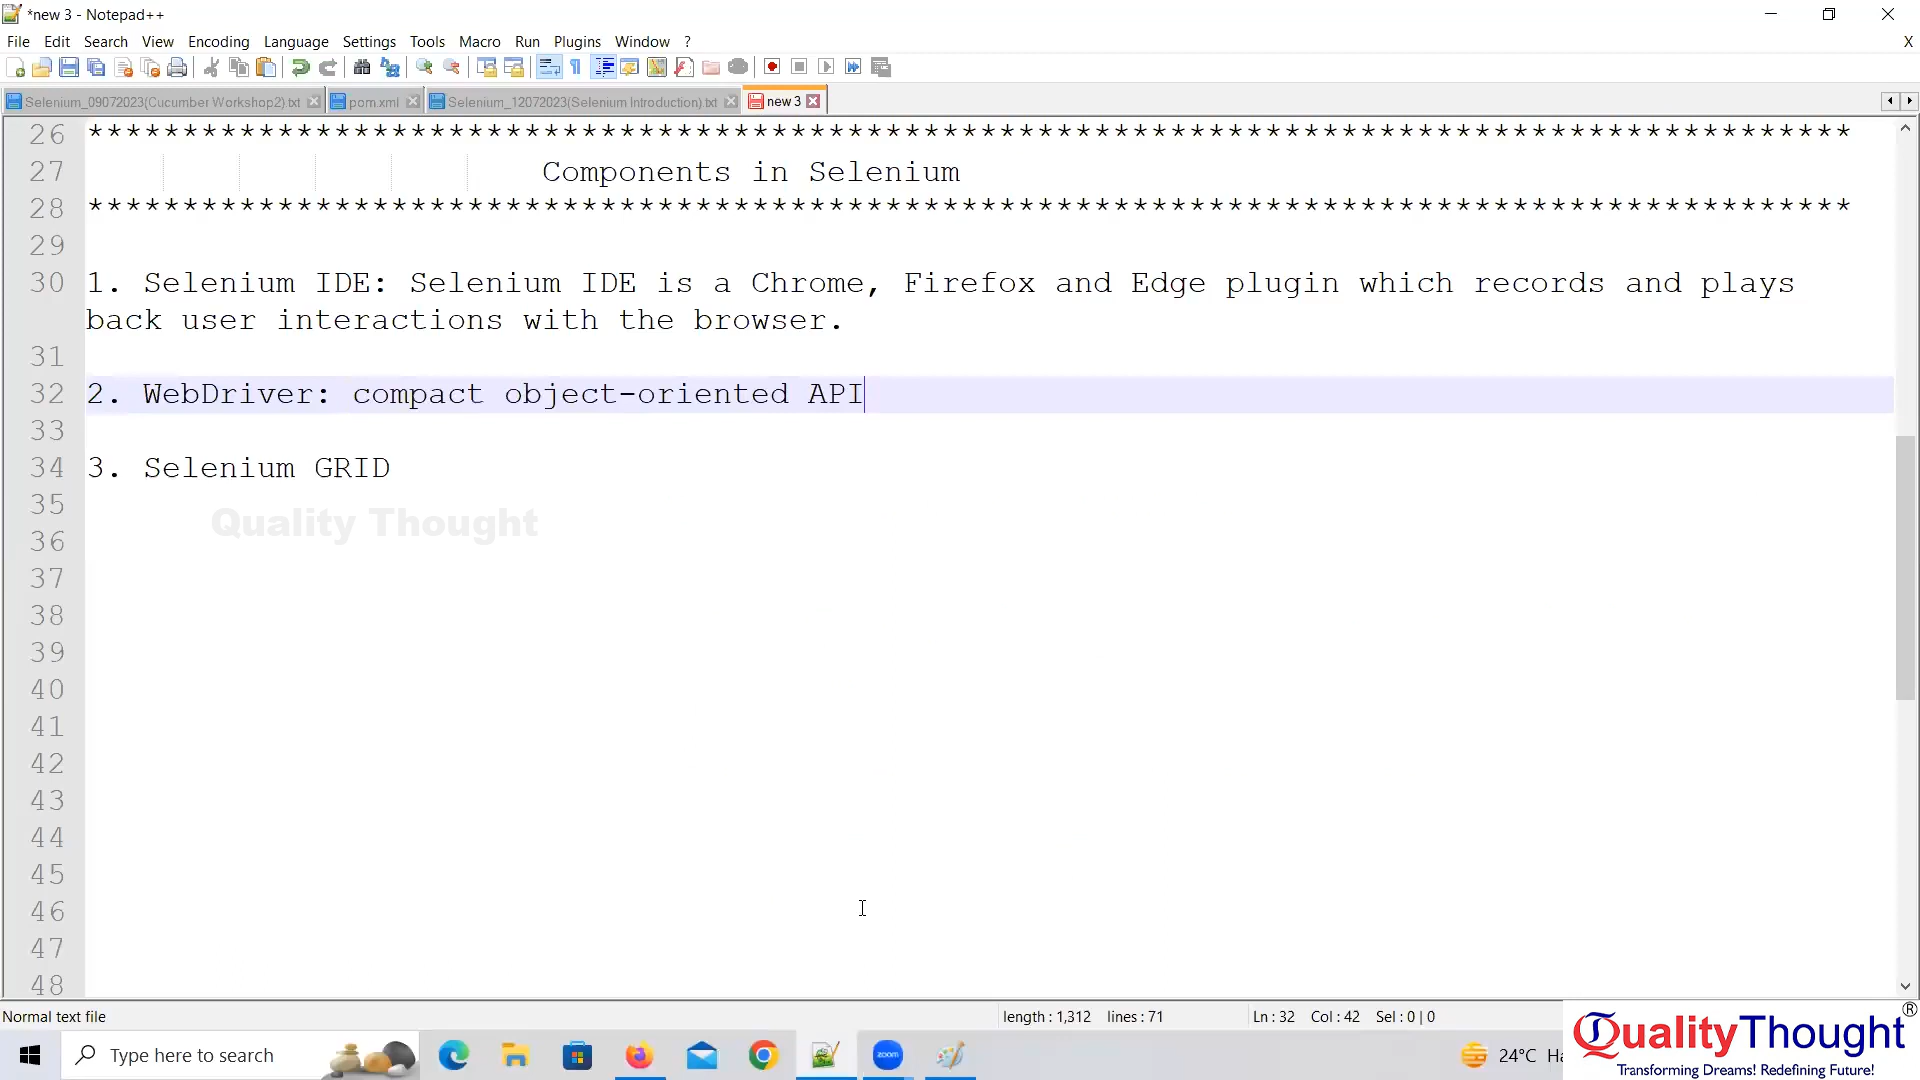 *new 3 - Notepad++
File Edit Search View Encoding Language Settings Tools Macro Run Plugins Window ? X
Selenium_09072023(Cucumber Workshop2).txt pom.xml Selenium_12072023(Selenium Introduction).txt new 3
26 *********************************************************************************************
27 Components in Selenium
28 *********************************************************************************************
29
30 1. Selenium IDE: Selenium IDE is a Chrome, Firefox and Edge plugin which records and plays
back user interactions with the browser.
31
32 2. WebDriver: compact object-oriented API
33
34 3. Selenium GRID
35
Quality Thought
36
37
38
39
40
41
42
43
44
45
46
47
48
Normal text file length : 1,312 lines : 71 Ln : 32 Col : 42 Sel : 0 | 0
Type here to search zoom 24°C
QualityThought®
Transforming Dreams! Redefining Future!